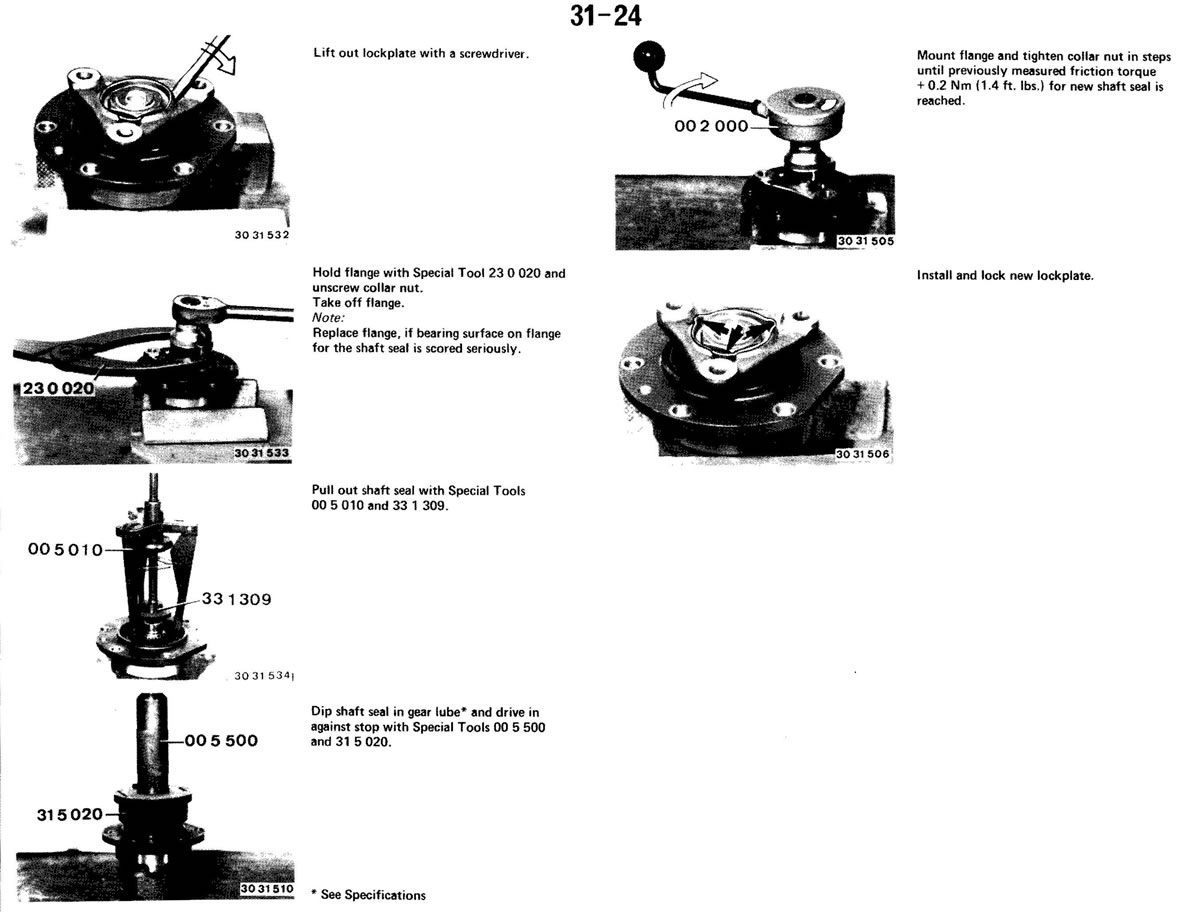 31-24
Lift out lockplate with a screwdriver.
30 31 532
Hold flange with Special Tool 23 0 020 and
unscrew collar nut.
Take off flange.
Note:
Replace flange, if bearing surface on flange
for the shaft seal is scored seriously.
23 0 020
30 31 533
Pull out shaft seal with Special Tools
00 5 010 and 33 1 309.
00 5 010
33 1 309
30 31 534
Dip shaft seal in gear lube* and drive in
against stop with Special Tools 00 5 500
and 31 5 020.
00 5 500
31 5 020
30 31 510
* See Specifications
Mount flange and tighten collar nut in steps
until previously measured friction torque
+ 0.2 Nm (1.4 ft. lbs.) for new shaft seal is
reached.
00 2 000
30 31 505
Install and lock new lockplate.
30 31 506